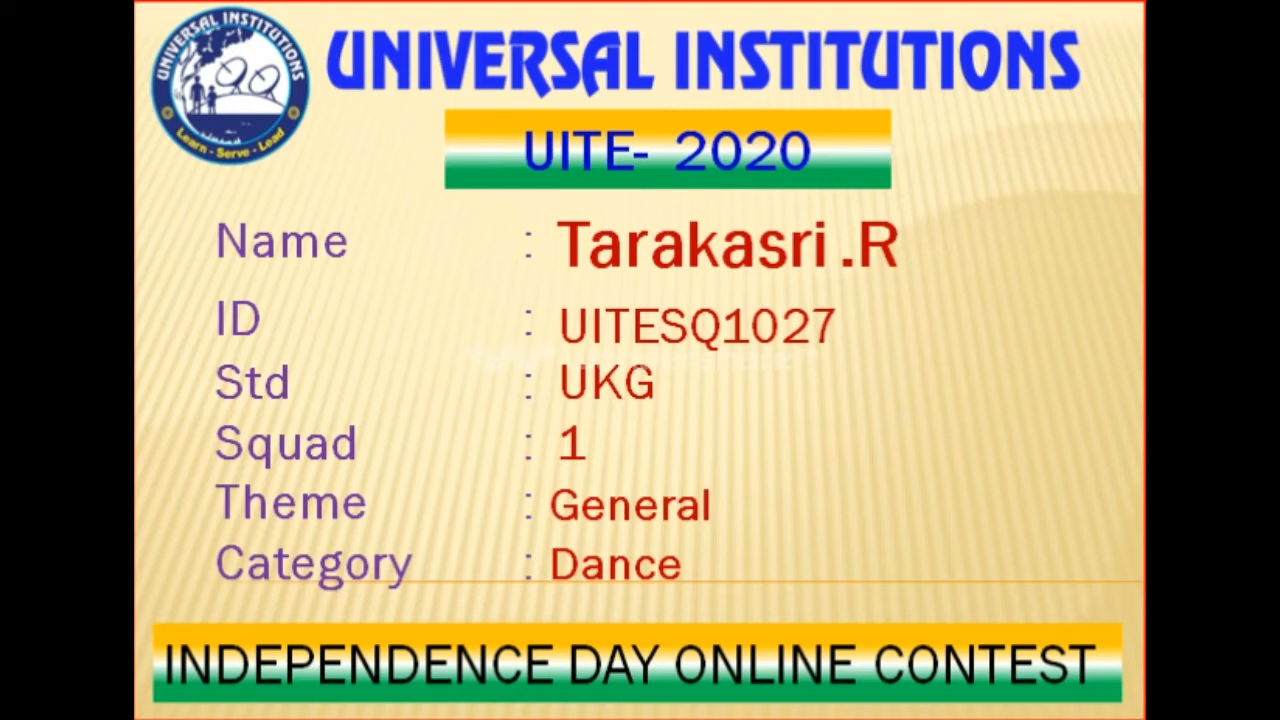 UNIVERSAL INSTITUTIONS
Learn - Serve - Lead
UNIVERSAL INSTITUTIONS
UITE- 2020
Name : Tarakasri .R
ID : UITESQ1027
Std : UKG
Squad : 1
Theme : General
Category : Dance
INDEPENDENCE DAY ONLINE CONTEST